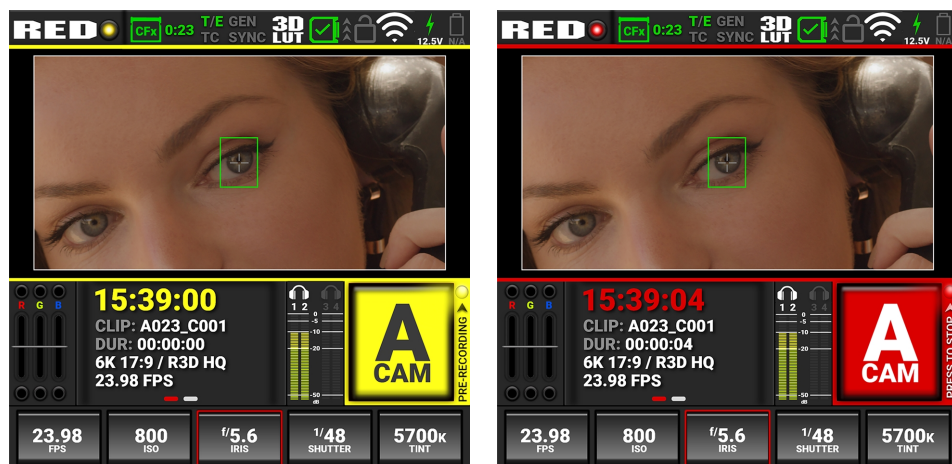 RED CFx 0:23 T/E GEN 3D
TC SYNC LUT 12.5V N/A
R G B
15:39:00
CLIP: A023_C001
DUR: 00:00:00
6K 17:9 / R3D HQ
23.98 FPS
1 2 3 4
0
-5
-10
-20
-50
dB
A
CAM
PRE-RECORDING
23.98
FPS
800
ISO
f/5.6
IRIS
1/48
SHUTTER
5700K
TINT
RED CFx 0:23 T/E GEN 3D
TC SYNC LUT 12.5V N/A
R G B
15:39:04
CLIP: A023_C001
DUR: 00:00:04
6K 17:9 / R3D HQ
23.98 FPS
1 2 3 4
0
-5
-10
-20
-50
dB
A
CAM
PRESS TO STOP
23.98
FPS
800
ISO
f/5.6
IRIS
1/48
SHUTTER
5700K
TINT